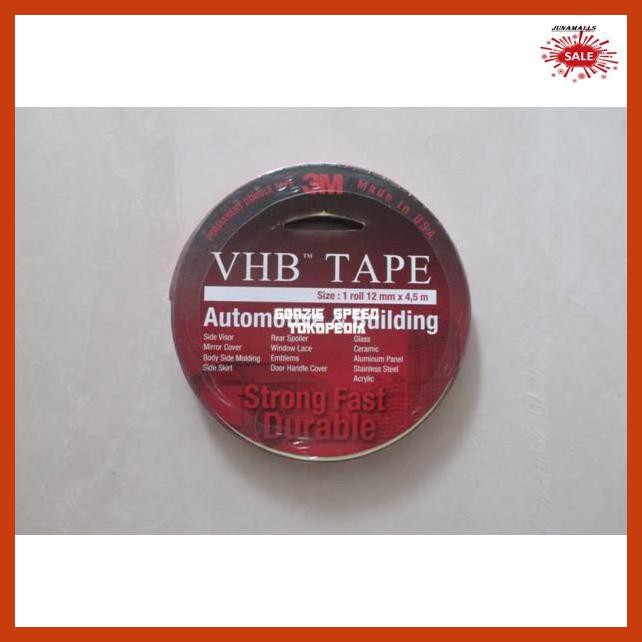 JUNAMALLS
SALE
PERMANENT DOUBLE TAPE 3M Made in USA
VHB™ TAPE
Size : 1 roll 12 mm x 4,5 m
Automotive & Building
GOOZIE SPEED
TOKOPEDIA
Side Visor Rear Spoiler Glass
Mirror Cover Window Lace Ceramic
Body Side Molding Emblems Aluminum Panel
Side Skirt Door Handle Cover Stainless Steel
Acrylic
Strong Fast
Durable